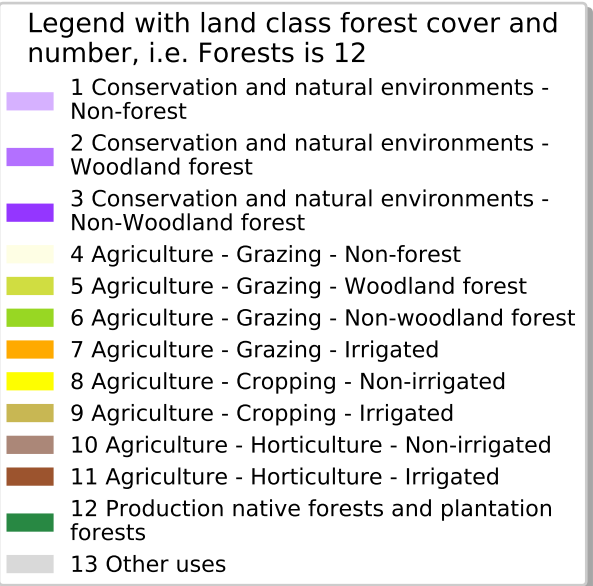 Legend with land class forest cover and
number, i.e. Forests is 12
1 Conservation and natural environments -
Non-forest
2 Conservation and natural environments -
Woodland forest
3 Conservation and natural environments -
Non-Woodland forest
4 Agriculture - Grazing - Non-forest
5 Agriculture - Grazing - Woodland forest
6 Agriculture - Grazing - Non-woodland forest
7 Agriculture - Grazing - Irrigated
8 Agriculture - Cropping - Non-irrigated
9 Agriculture - Cropping - Irrigated
10 Agriculture - Horticulture - Non-irrigated
11 Agriculture - Horticulture - Irrigated
12 Production native forests and plantation
forests
13 Other uses